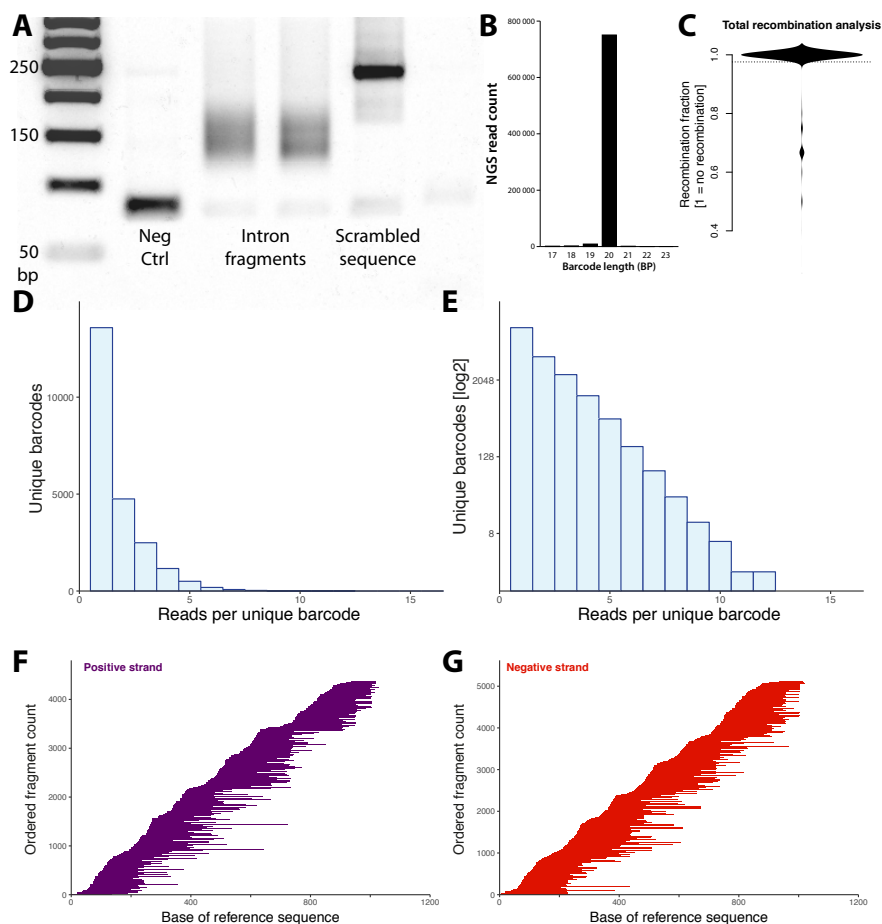 A
250
150
50
bp
Neg
Ctrl
Intron
fragments
Scrambled
sequence
B
NGS read count
800 000
600 000
400 000
200 000
0
17 18 19 20 21 22 23
Barcode length (BP)
C
Total recombination analysis
Recombination fraction
[1 = no recombination]
1.0
0.8
0.6
0.4
D
Unique barcodes
10000
5000
0
0 5 10 15
Reads per unique barcode
E
Unique barcodes [log2]
2048
128
8
0 5 10 15
Reads per unique barcode
F
Positive strand
Ordered fragment count
4000
3000
2000
1000
0
0 400 800 1200
Base of reference sequence
G
Negative strand
Ordered fragment count
5000
4000
3000
2000
1000
0
0 400 800 1200
Base of reference sequence